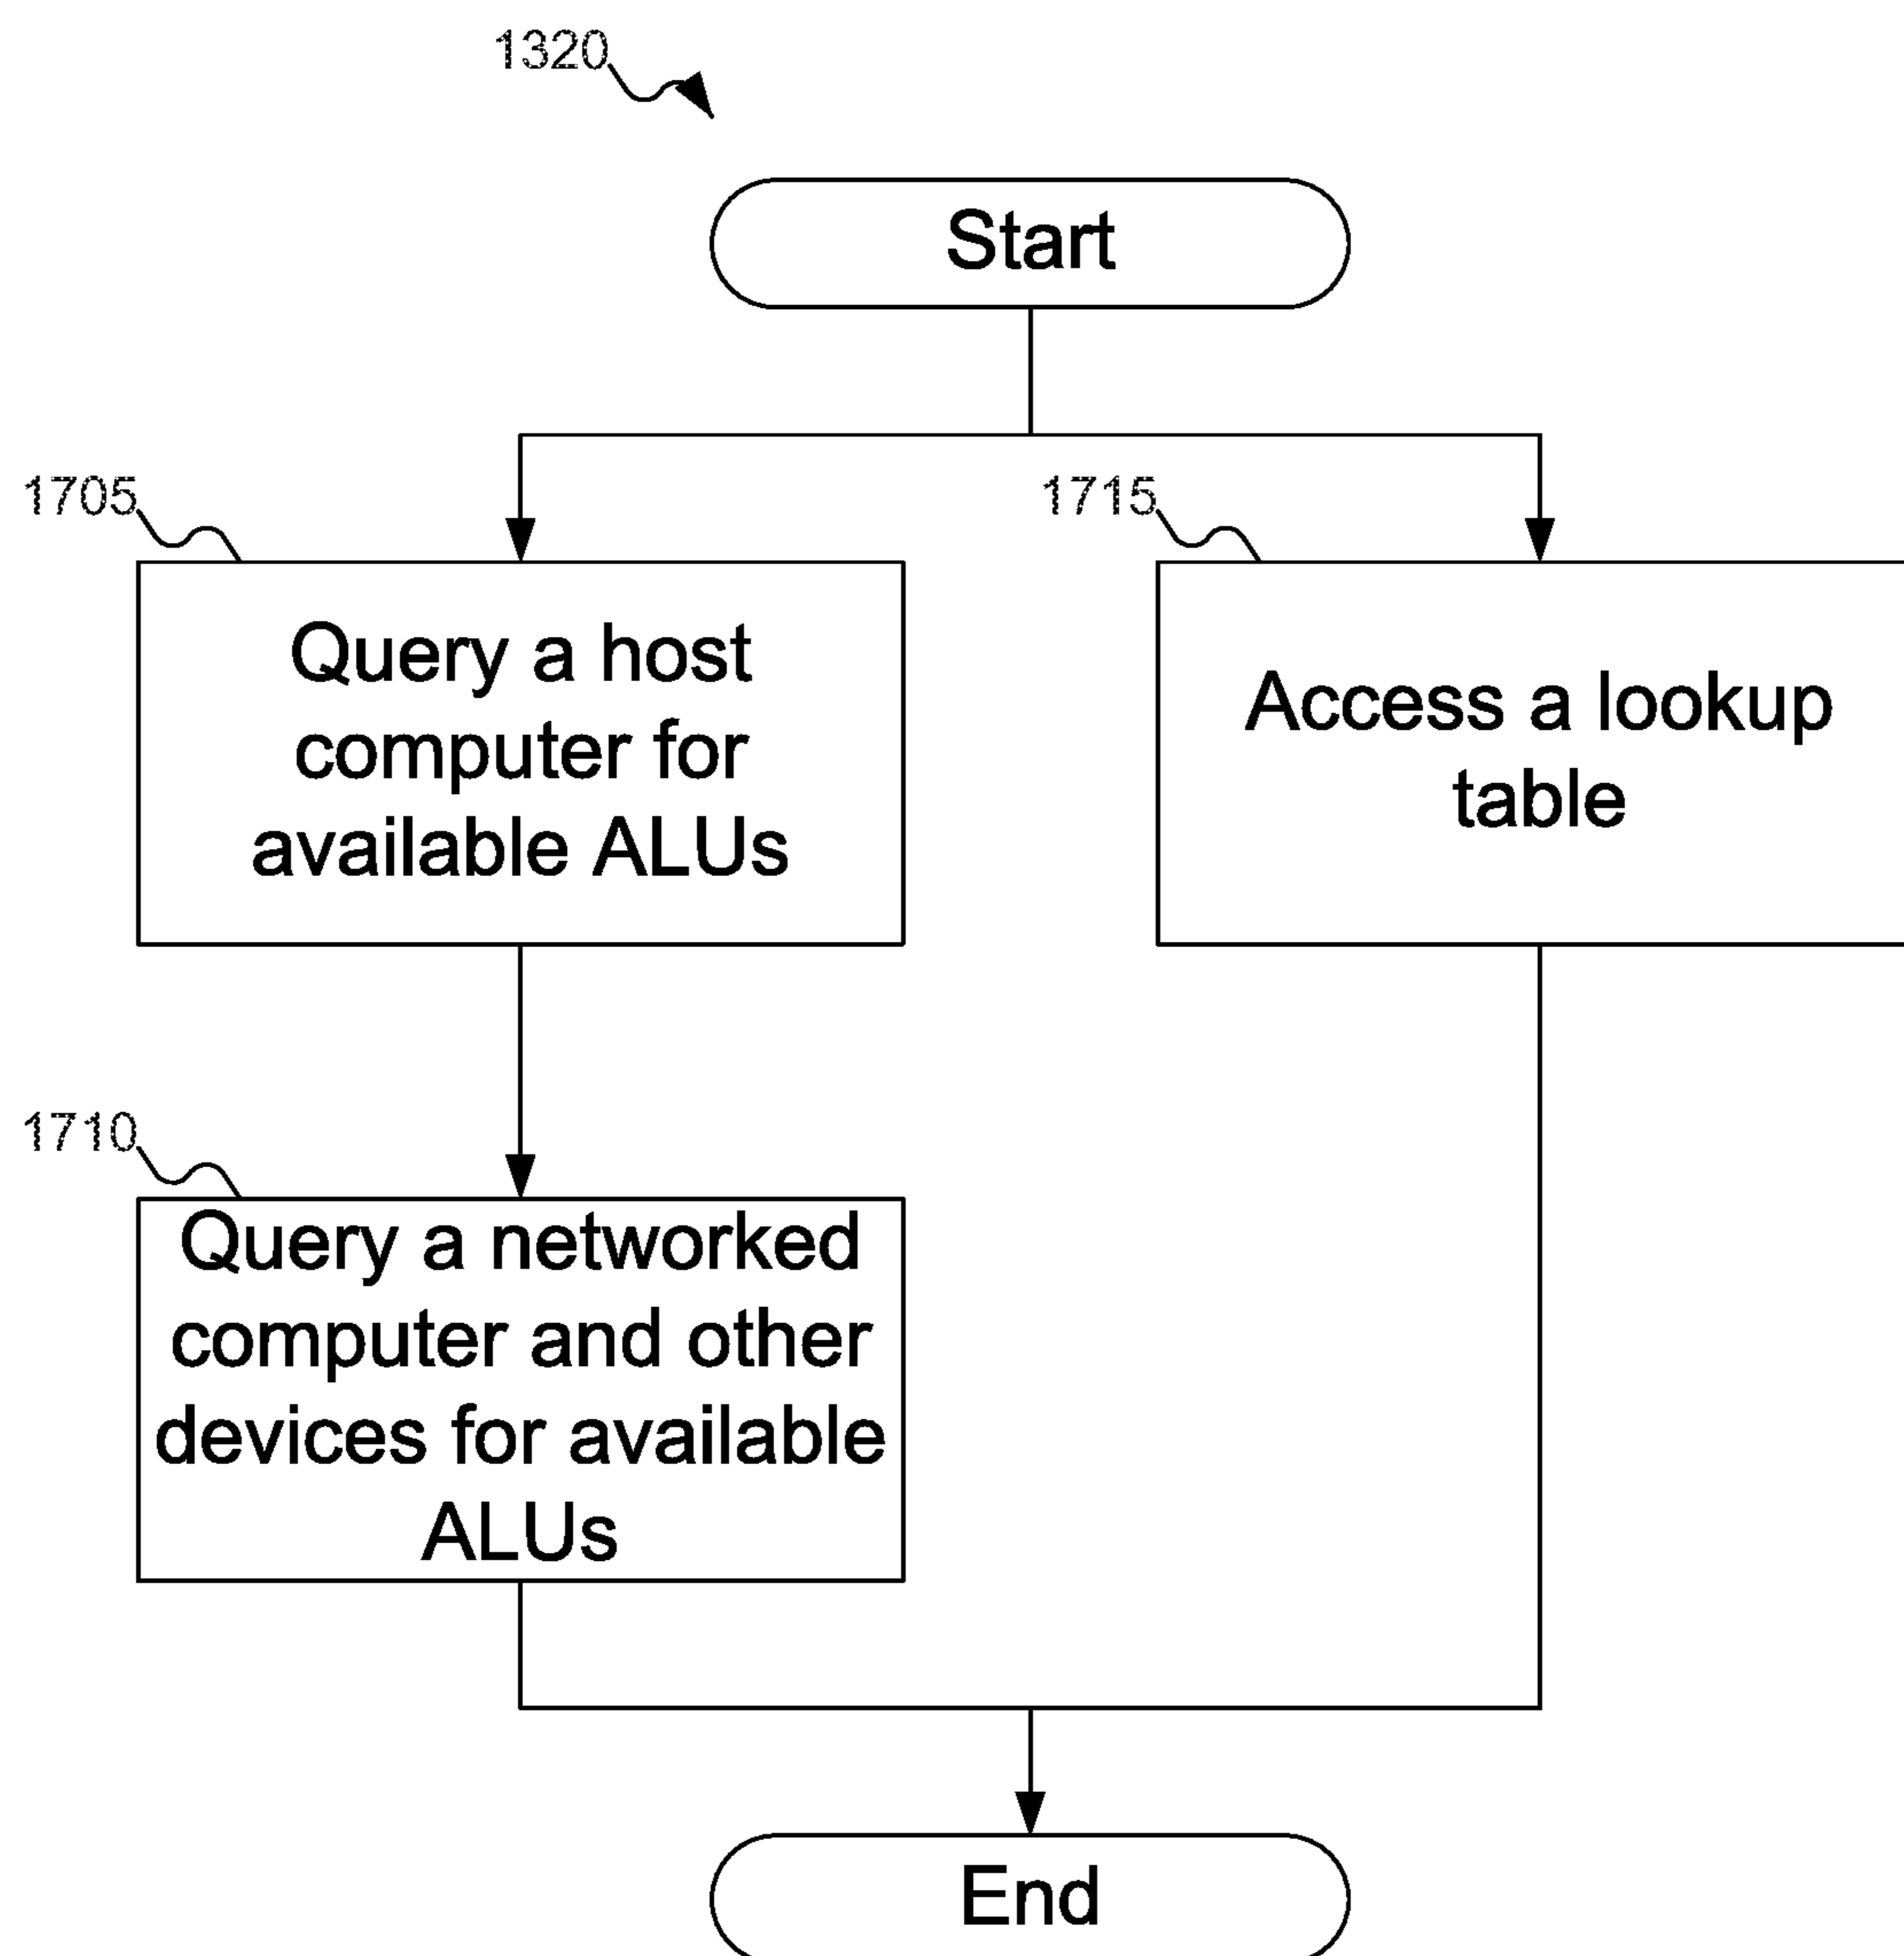 1320
Start
1705
1715
Query a host
computer for
available ALUs
Access a lookup
table
1710
Query a networked
computer and other
devices for available
ALUs
End